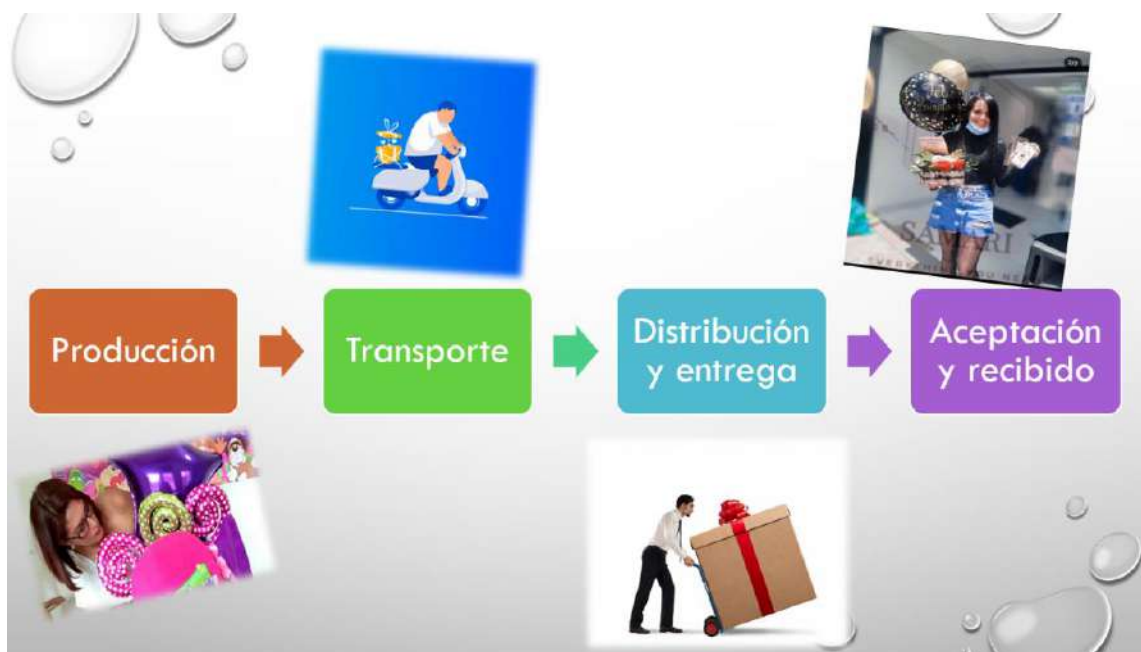 Producción
Transporte
Distribución
y entrega
Aceptación
y recibido